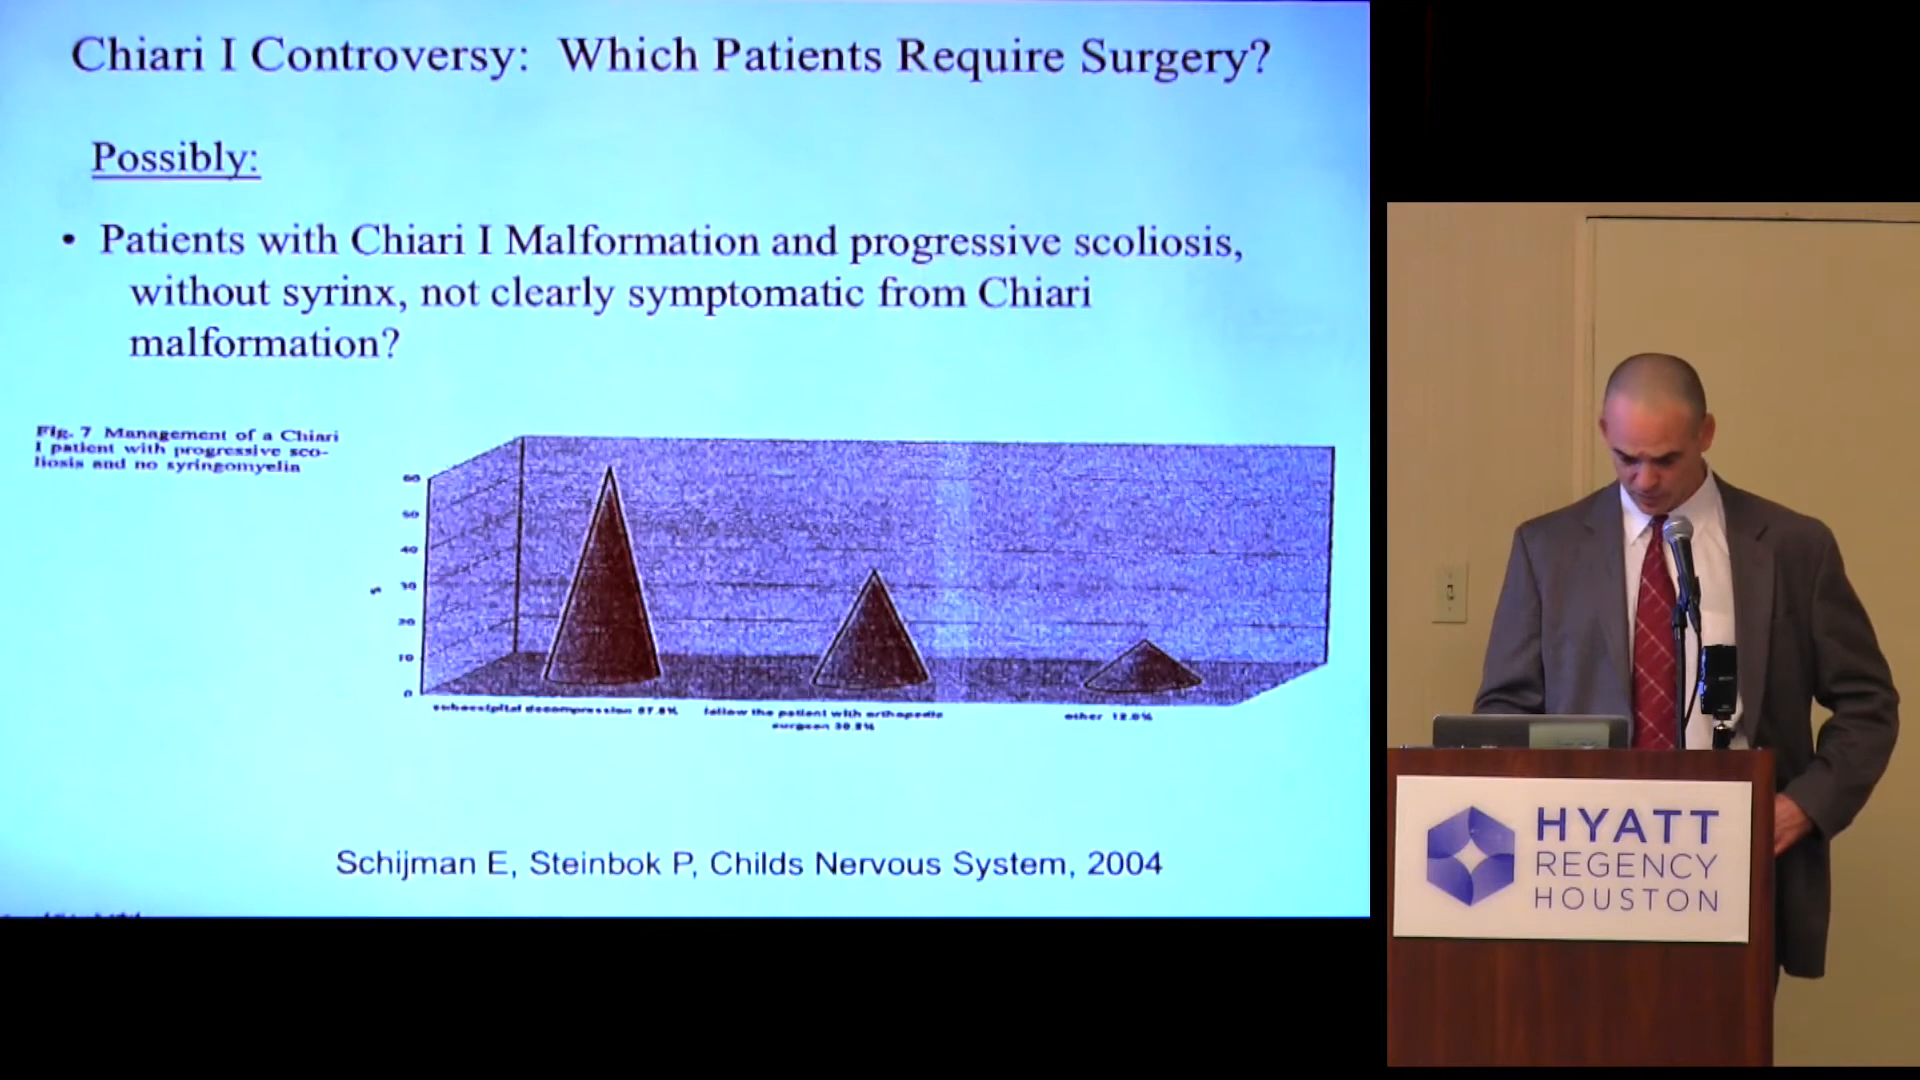 Chiari I Controversy: Which Patients Require Surgery?
Possibly:
• Patients with Chiari I Malformation and progressive scoliosis,
without syrinx, not clearly symptomatic from Chiari
malformation?
Fig. 7 Management of a Chiari
I patient with progressive sco-
liosis and no syringomyelia
60
50
40
30
20
10
0
%
suboccipital decompression
follow the patient with orthopedic
surgeon
other
Schijman E, Steinbok P, Childs Nervous System, 2004
HYATT
REGENCY
HOUSTON